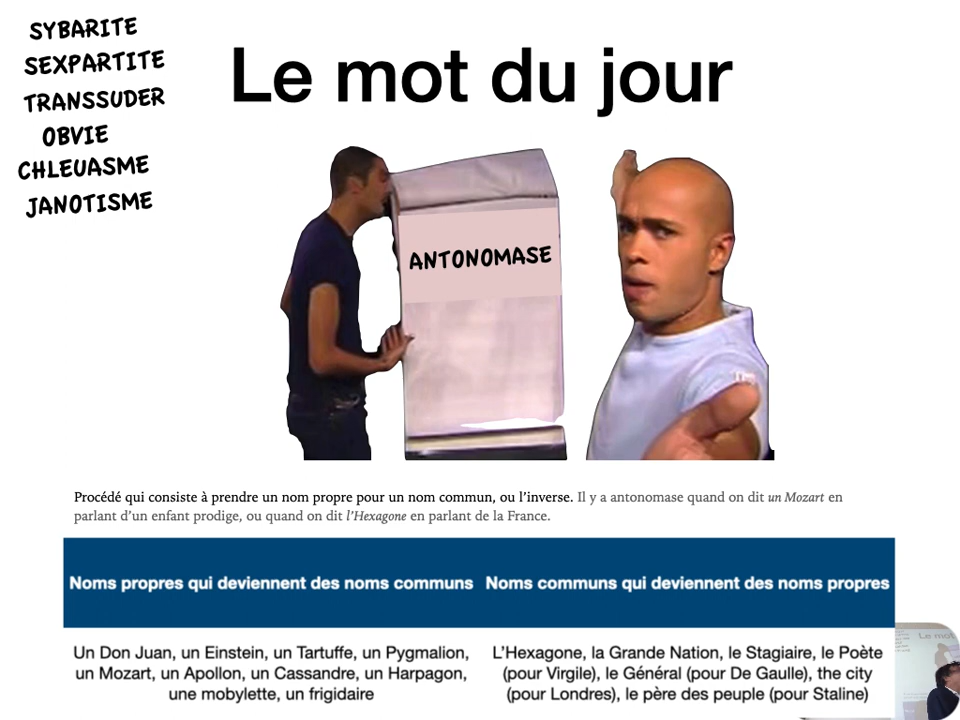 SYBARITE
SEXPARTITE
TRANSSUDER
OBVIE
CHLEUASME
JANOTISME
Le mot du jour
ANTONOMASE
Procédé qui consiste à prendre un nom propre pour un nom commun, ou l'inverse. Il y a antonomase quand on dit un Mozart en
parlant d'un enfant prodige, ou quand on dit l'Hexagone en parlant de la France.
Noms propres qui deviennent des noms communs
Noms communs qui deviennent des noms propres
Un Don Juan, un Einstein, un Tartuffe, un Pygmalion,
un Mozart, un Apollon, un Cassandre, un Harpagon,
une mobylette, un frigidaire
L'Hexagone, la Grande Nation, le Stagiaire, le Poète
(pour Virgile), le Général (pour De Gaulle), the city
(pour Londres), le père des peuple (pour Staline)
Le mot